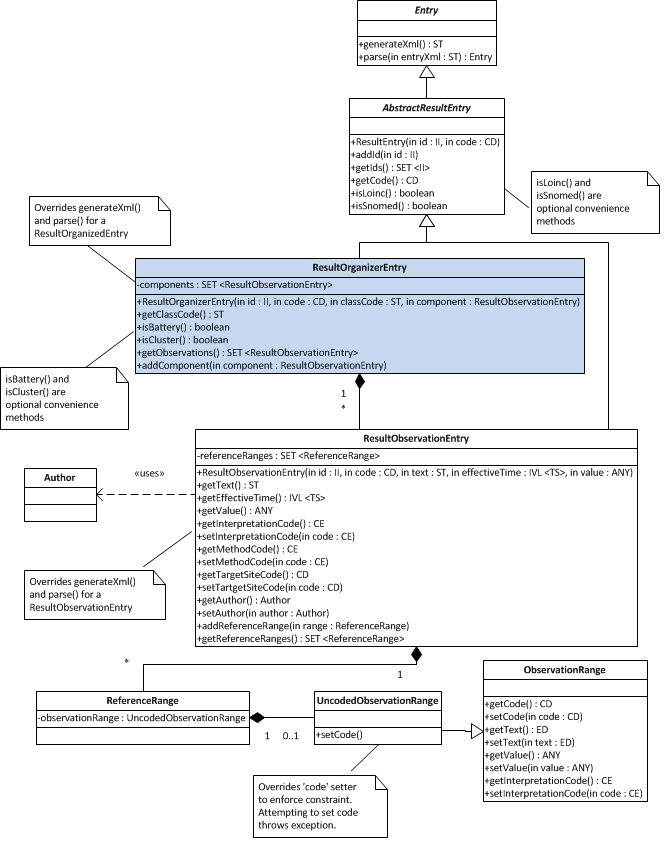 Entry
+generateXml() : ST
+parse(in entryXml : ST) : Entry
AbstractResultEntry
+ResultEntry(in id : II, in code : CD)
+addId(in id : II)
+getIds() : SET <II>
+getCode() : CD
+isLoinc() : boolean
+isSnomed() : boolean
isLoinc() and
isSnomed() are
optional convenience
methods
Overrides generateXml()
and parse() for a
ResultOrganizedEntry
ResultOrganizerEntry
-components : SET <ResultObservationEntry>
+ResultOrganizerEntry(in id : II, in code : CD, in classCode : ST, in component : ResultObservationEntry)
+getClassCode() : ST
+isBattery() : boolean
+isCluster() : boolean
+getObservations() : SET <ResultObservationEntry>
+addComponent(in component : ResultObservationEntry)
isBattery() and
isCluster() are
optional convenience
methods
1
*
ResultObservationEntry
-referenceRanges : SET <ReferenceRange>
+ResultObservationEntry(in id : II, in code : CD, in text : ST, in effectiveTime : IVL <TS>, in value : ANY)
+getText() : ST
+getEffectiveTime() : IVL <TS>
+getValue() : ANY
+getInterpretationCode() : CE
+setInterpretationCode(in code : CE)
+getMethodCode() : CE
+setMethodCode(in code : CE)
+getTargetSiteCode() : CD
+setTartgetSiteCode(in code : CD)
+getAuthor() : Author
+setAuthor(in author : Author)
+addReferenceRange(in range : ReferenceRange)
+getReferenceRanges() : SET <ReferenceRange>
Author
«uses»
Overrides generateXml()
and parse() for a
ResultObservationEntry
*
1
ReferenceRange
-observationRange : UncodedObservationRange
1
0..1
UncodedObservationRange
+setCode()
ObservationRange
+getCode() : CD
+setCode(in code : CD)
+getText() : ED
+setText(in text : ED)
+getValue() : ANY
+setValue(in value : ANY)
+getInterpretationCode() : CE
+setInterpretationCode(in code : CE)
Overrides 'code' setter
to enforce constraint.
Attempting to set code
throws exception.